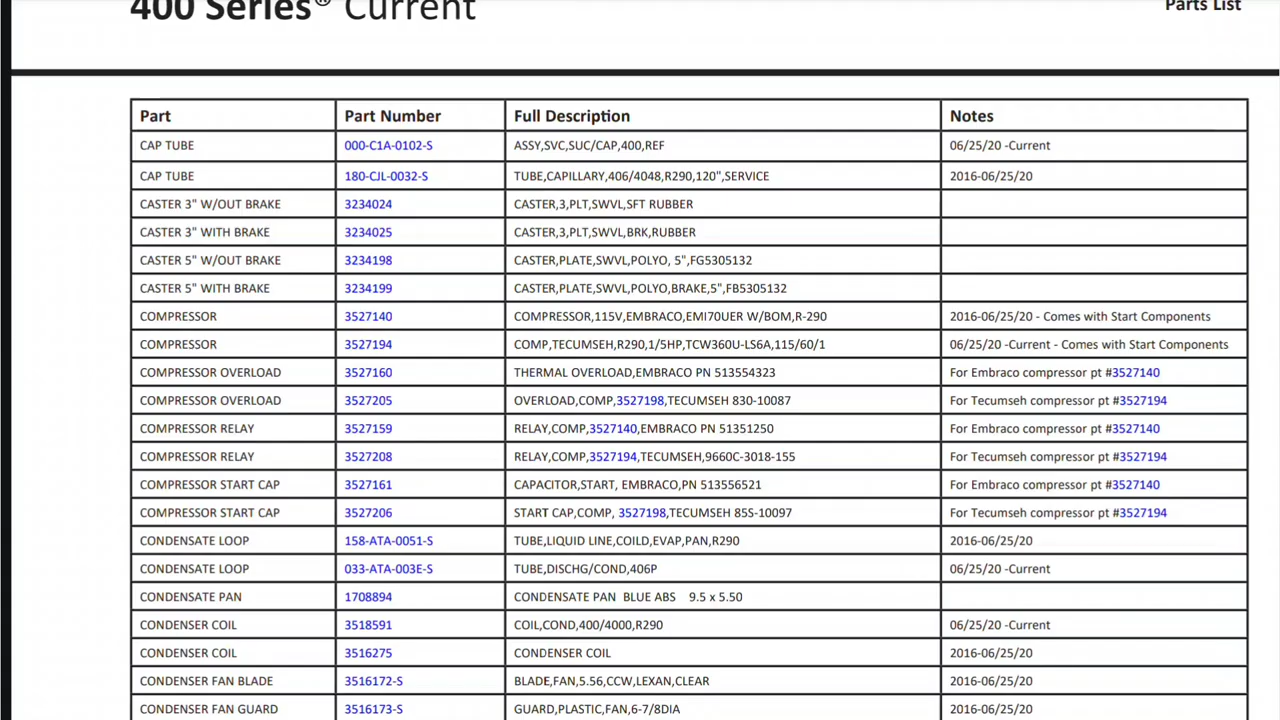 400 Series® Current
Parts List
Part Part Number Full Description Notes
CAP TUBE 000-C1A-0102-S ASSY,SVC,SUC/CAP,400,REF 06/25/20 -Current
CAP TUBE 180-CJL-0032-S TUBE,CAPILLARY,406/4048,R290,120",SERVICE 2016-06/25/20
CASTER 3" W/OUT BRAKE 3234024 CASTER,3,PLT,SWVL,SFT RUBBER
CASTER 3" WITH BRAKE 3234025 CASTER,3,PLT,SWVL,BRK,RUBBER
CASTER 5" W/OUT BRAKE 3234198 CASTER,PLATE,SWVL,POLYO, 5",FG5305132
CASTER 5" WITH BRAKE 3234199 CASTER,PLATE,SWVL,POLYO,BRAKE,5",FB5305132
COMPRESSOR 3527140 COMPRESSOR,115V,EMBRACO,EMI70UER W/BOM,R-290 2016-06/25/20 - Comes with Start Components
COMPRESSOR 3527194 COMP,TECUMSEH,R290,1/5HP,TCW360U-LS6A,115/60/1 06/25/20 -Current - Comes with Start Components
COMPRESSOR OVERLOAD 3527160 THERMAL OVERLOAD,EMBRACO PN 513554323 For Embraco compressor pt #3527140
COMPRESSOR OVERLOAD 3527205 OVERLOAD,COMP,3527198,TECUMSEH 830-10087 For Tecumseh compressor pt #3527194
COMPRESSOR RELAY 3527159 RELAY,COMP,3527140,EMBRACO PN 51351250 For Embraco compressor pt #3527140
COMPRESSOR RELAY 3527208 RELAY,COMP,3527194,TECUMSEH,9660C-3018-155 For Tecumseh compressor pt #3527194
COMPRESSOR START CAP 3527161 CAPACITOR,START, EMBRACO,PN 513556521 For Embraco compressor pt #3527140
COMPRESSOR START CAP 3527206 START CAP,COMP, 3527198,TECUMSEH 85S-10097 For Tecumseh compressor pt #3527194
CONDENSATE LOOP 158-ATA-0051-S TUBE,LIQUID LINE,COILD,EVAP,PAN,R290 2016-06/25/20
CONDENSATE LOOP 033-ATA-003E-S TUBE,DISCHG/COND,406P 06/25/20 -Current
CONDENSATE PAN 1708894 CONDENSATE PAN BLUE ABS 9.5 x 5.50
CONDENSER COIL 3518591 COIL,COND,400/4000,R290 06/25/20 -Current
CONDENSER COIL 3516275 CONDENSER COIL 2016-06/25/20
CONDENSER FAN BLADE 3516172-S BLADE,FAN,5.56,CCW,LEXAN,CLEAR 2016-06/25/20
CONDENSER FAN GUARD 3516173-S GUARD,PLASTIC,FAN,6-7/8DIA 2016-06/25/20